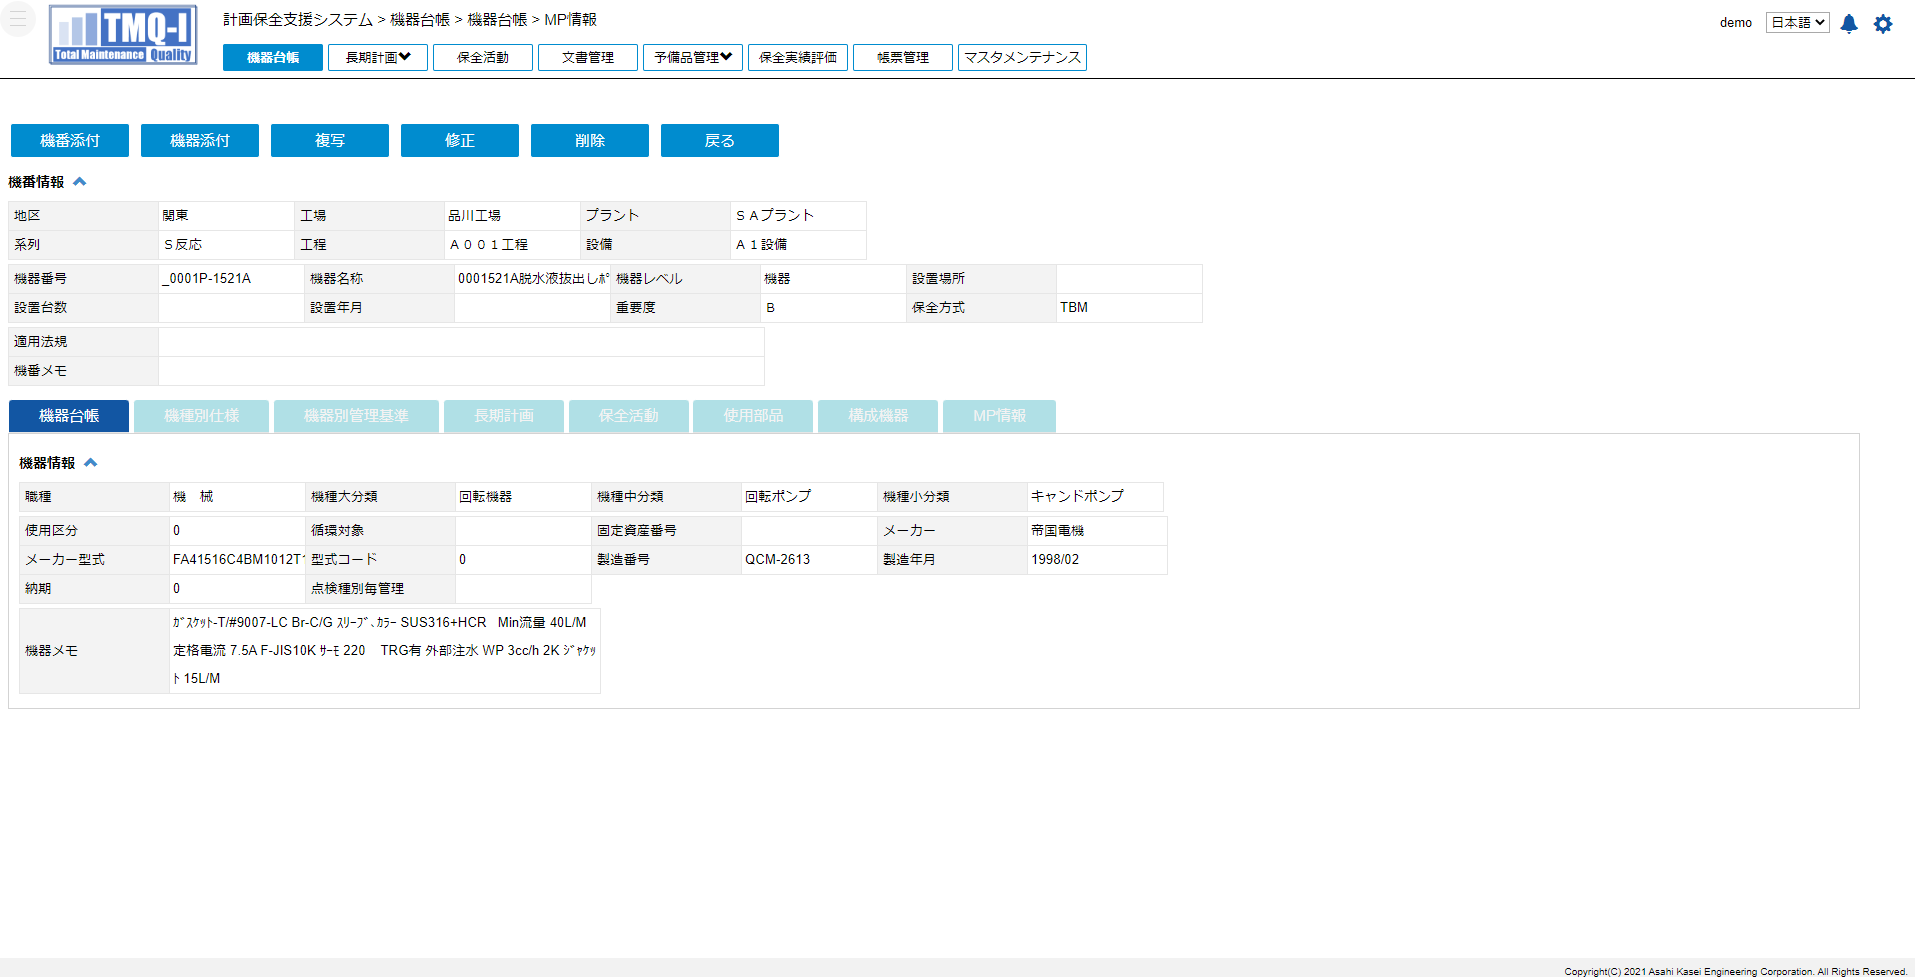 TMQ-I
Total Maintenance Quality
計画保全支援システム > 機器台帳 > 機器台帳 > MP情報
demo 日本語
機器台帳 長期計画 保全活動 文書管理 予備品管理 保全実績評価 帳票管理 マスタメンテナンス
機番添付 機器添付 複写 修正 削除 戻る
機番情報
地区 関東 工場 品川工場 プラント ＳＡプラント
系列 Ｓ反応 工程 Ａ００１工程 設備 Ａ１設備
機器番号 _0001P-1521A 機器名称 0001521A脱水液抜出しﾎﾟ 機器レベル 機器 設置場所
設置台数 設置年月 重要度 Ｂ 保全方式 TBM
適用法規
機番メモ
機器台帳 機種別仕様 機器別管理基準 長期計画 保全活動 使用部品 構成機器 MP情報
機器情報
職種 機　械 機種大分類 回転機器 機種中分類 回転ポンプ 機種小分類 キャンドポンプ
使用区分 0 循環対象 固定資産番号 メーカー 帝国電機
メーカー型式 FA41516C4BM1012T1 型式コード 0 製造番号 QCM-2613 製造年月 1998/02
納期 0 点検種別毎管理
機器メモ
ｶﾞｽｹｯﾄ-T/#9007-LC Br-C/G ｽﾘｰﾌﾞ､ｶﾗｰ SUS316+HCR Min流量 40L/M
定格電流 7.5A F-JIS10K ｻｰﾓ 220 TRG有 外部注水 WP 3cc/h 2K ｼﾞｬｹｯ
ﾄ 15L/M
Copyright(C) 2021 Asahi Kasei Engineering Corporation. All Rights Reserved.